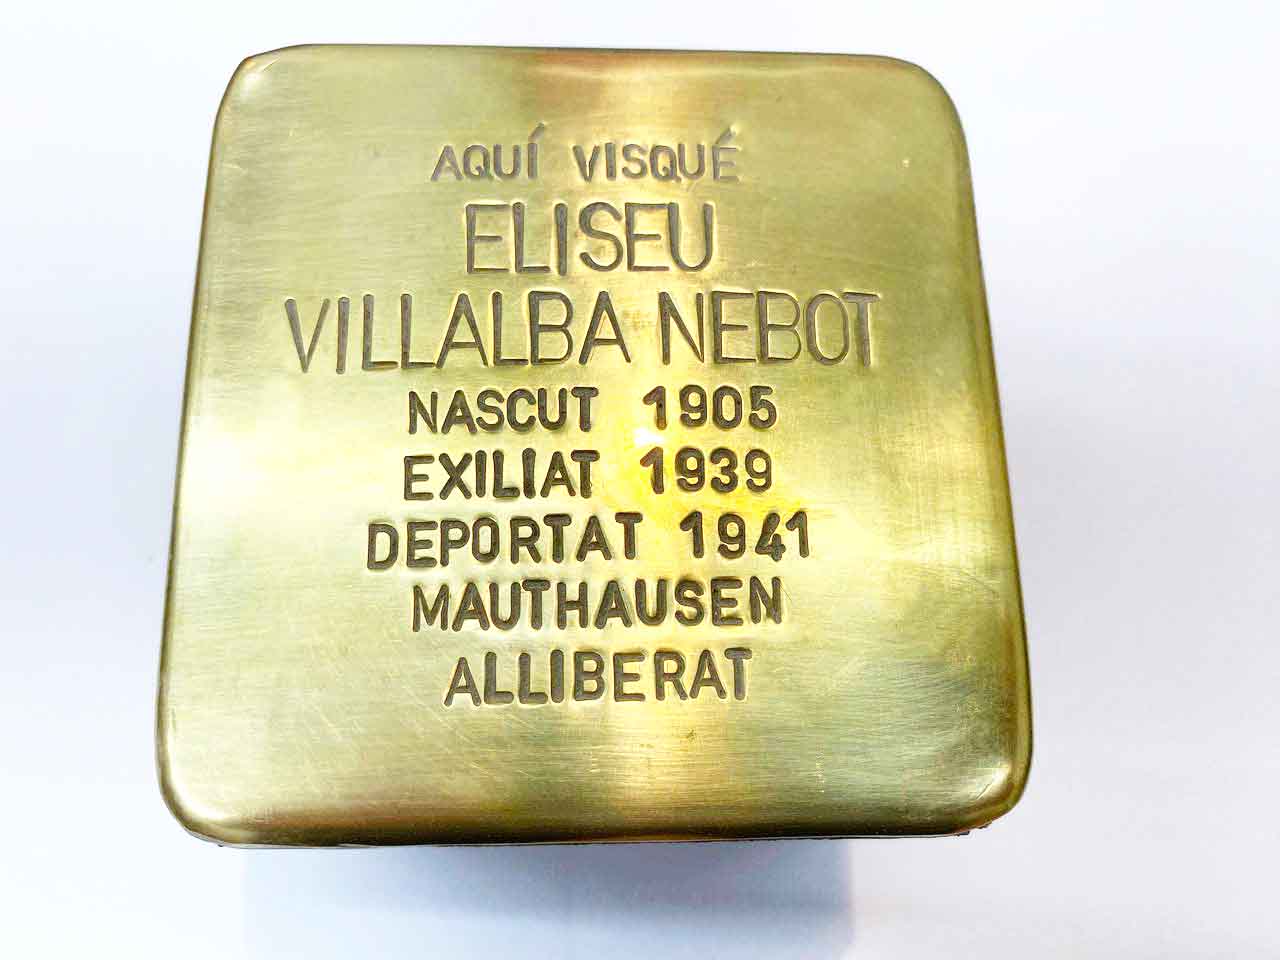 AQUÍ VISQUÉ
ELISEU
VILLALBA NEBOT
NASCUT 1905
EXILIAT 1939
DEPORTAT 1941
MAUTHAUSEN
ALLIBERAT